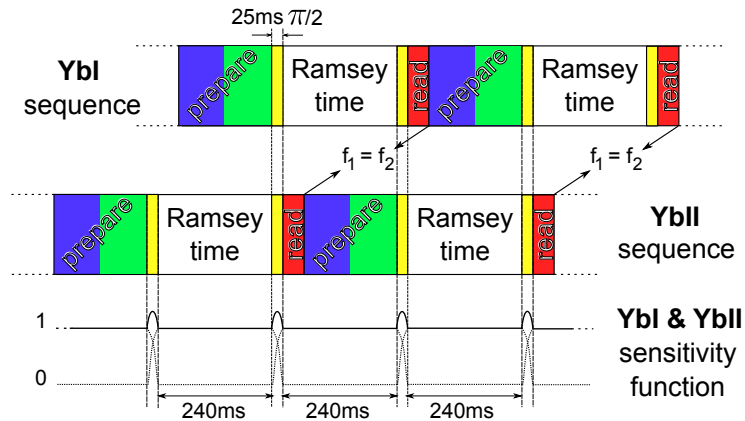 25ms π/2
YbI
sequence
prepare
Ramsey
time
read
prepare
Ramsey
time
read
f₁ = f₂
f₁ = f₂
prepare
Ramsey
time
read
prepare
Ramsey
time
read
YbII
sequence
1
0
YbI & YbII
sensitivity
function
240ms
240ms
240ms